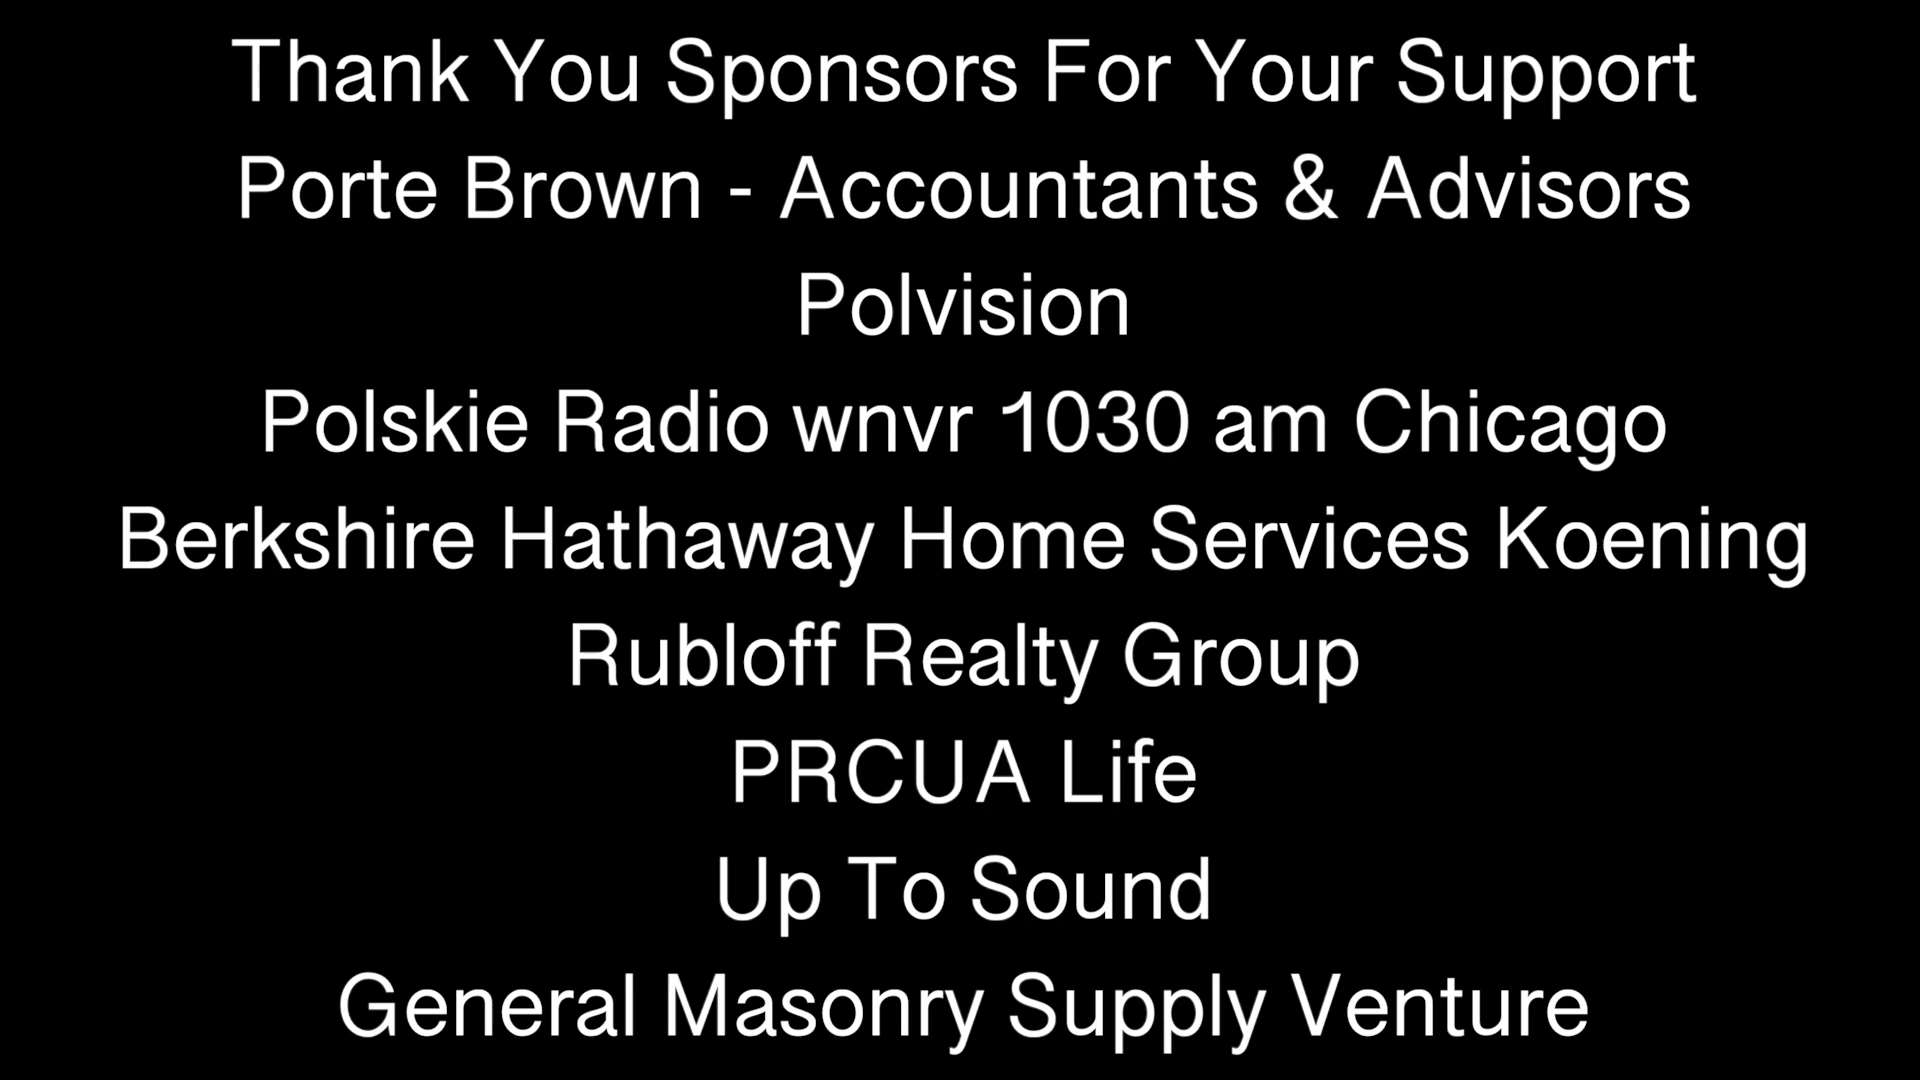 Thank You Sponsors For Your Support
Porte Brown - Accountants & Advisors
Polvision
Polskie Radio wnvr 1030 am Chicago
Berkshire Hathaway Home Services Koening
Rubloff Realty Group
PRCUA Life
Up To Sound
General Masonry Supply Venture